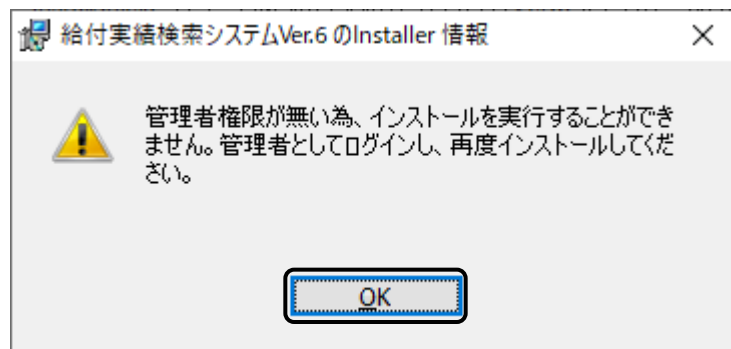 給付実績検索システムVer.6 のInstaller 情報
管理者権限が無い為、インストールを実行することができ
ません。管理者としてログインし、再度インストールしてくだ
さい。
OK